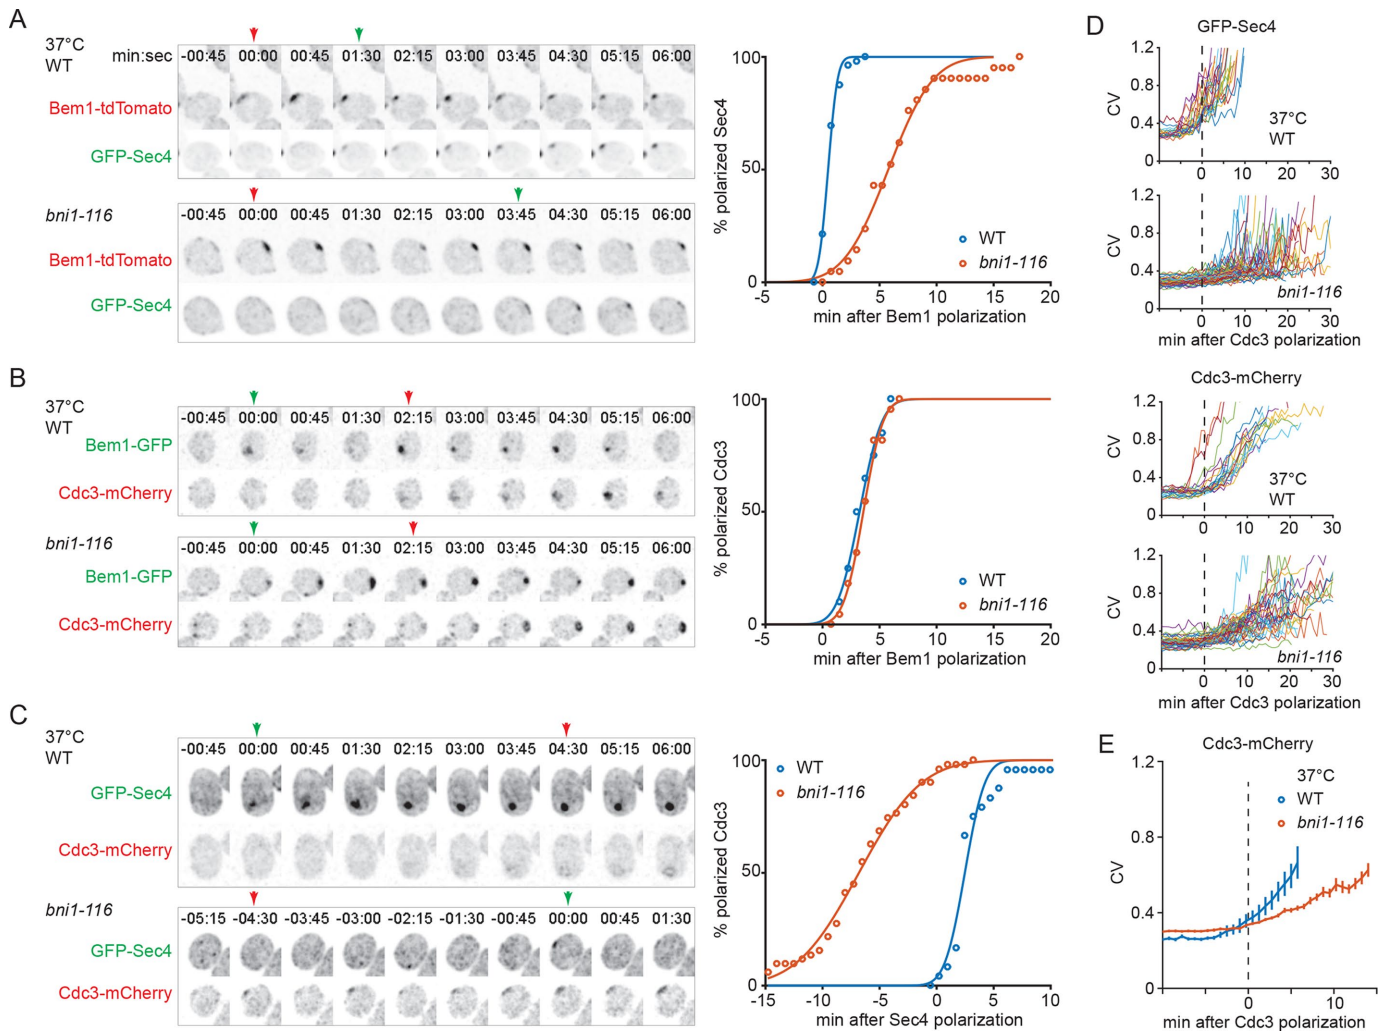 A
37°C
WT
min:sec
-00:45 00:00 00:45 01:30 02:15 03:00 03:45 04:30 05:15 06:00
Bem1-tdTomato
GFP-Sec4
bni1-116
-00:45 00:00 00:45 01:30 02:15 03:00 03:45 04:30 05:15 06:00
Bem1-tdTomato
GFP-Sec4
% polarized Sec4
100
50
0
-5 0 5 10 15 20
min after Bem1 polarization
WT
bni1-116
B
37°C
WT
-00:45 00:00 00:45 01:30 02:15 03:00 03:45 04:30 05:15 06:00
Bem1-GFP
Cdc3-mCherry
bni1-116
-00:45 00:00 00:45 01:30 02:15 03:00 03:45 04:30 05:15 06:00
Bem1-GFP
Cdc3-mCherry
% polarized Cdc3
100
50
0
-5 0 5 10 15 20
min after Bem1 polarization
WT
bni1-116
C
37°C
WT
-00:45 00:00 00:45 01:30 02:15 03:00 03:45 04:30 05:15 06:00
GFP-Sec4
Cdc3-mCherry
bni1-116
-05:15 -04:30 -03:45 -03:00 -02:15 -01:30 -00:45 00:00 00:45 01:30
GFP-Sec4
Cdc3-mCherry
% polarized Cdc3
100
50
0
-15 -10 -5 0 5 10
min after Sec4 polarization
WT
bni1-116
D
GFP-Sec4
CV
1.2
0.8
0.4
0
0 10 20 30
37°C
WT
CV
1.2
0.8
0.4
0
bni1-116
0 10 20 30
min after Cdc3 polarization
Cdc3-mCherry
CV
1.2
0.8
0.4
0
37°C
WT
0 10 20 30
CV
1.2
0.8
0.4
0
bni1-116
0 10 20 30
min after Cdc3 polarization
E
Cdc3-mCherry
CV
1.2
0.8
0.4
0
37°C
WT
bni1-116
0 10
min after Cdc3 polarization